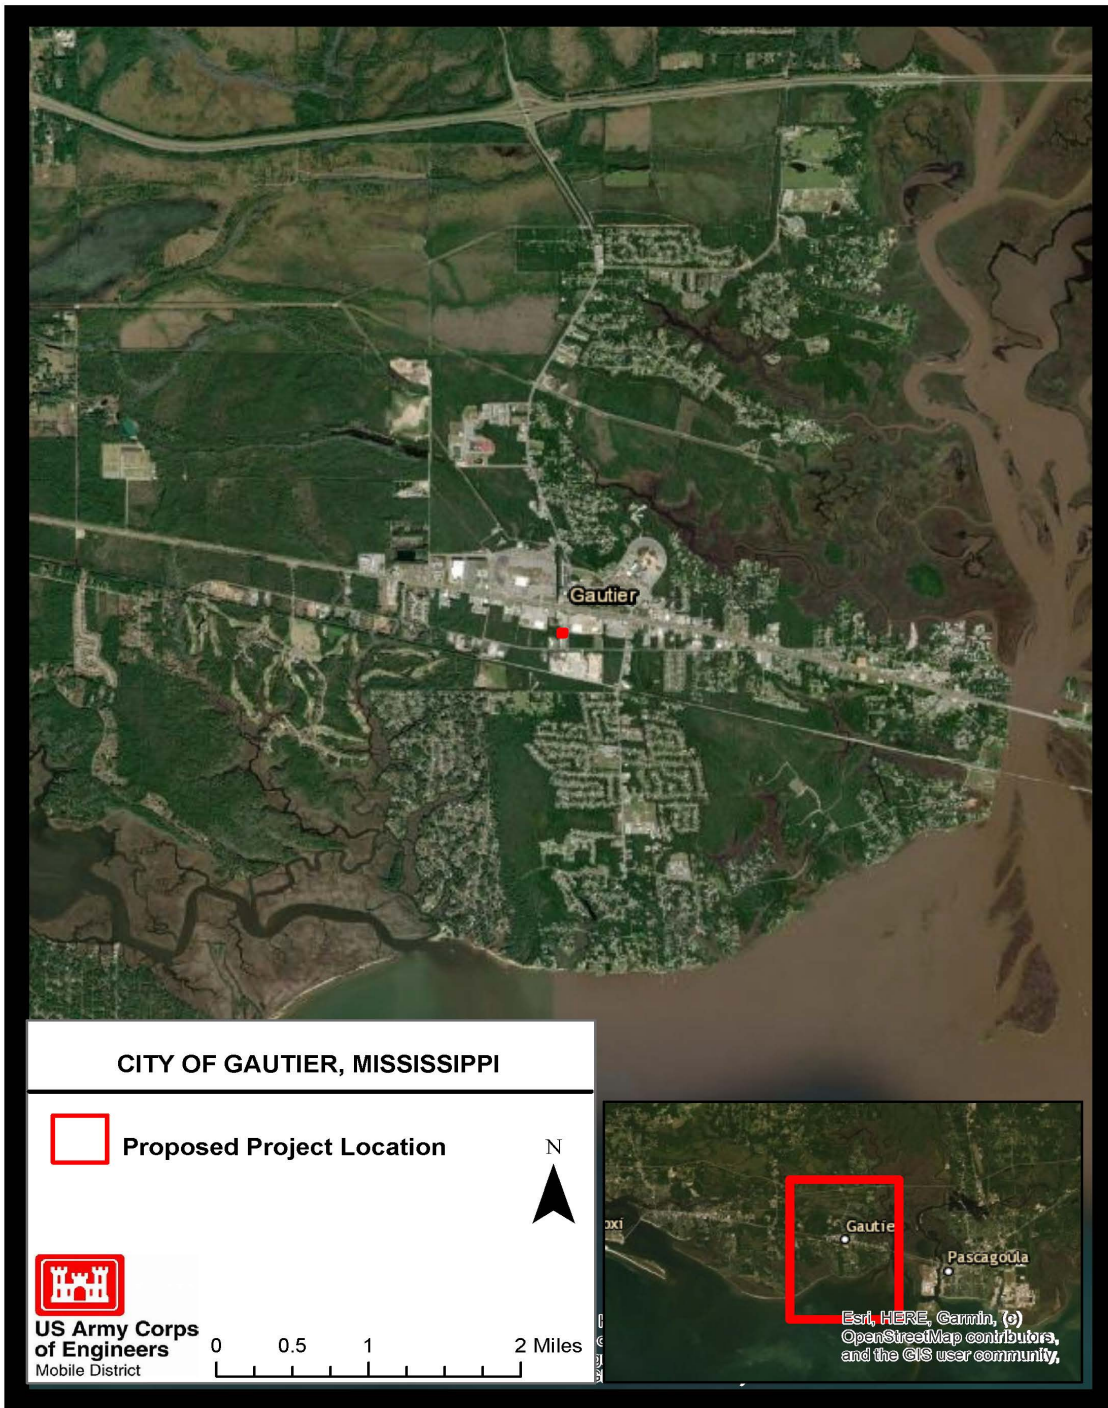 Gautier
CITY OF GAUTIER, MISSISSIPPI
Proposed Project Location
N
US Army Corps
of Engineers
Mobile District
0 0.5 1 2 Miles
oxi
Gautie
Pascagoula
Esri, HERE, Garmin, (c)
OpenStreetMap contributors,
and the GIS user community,